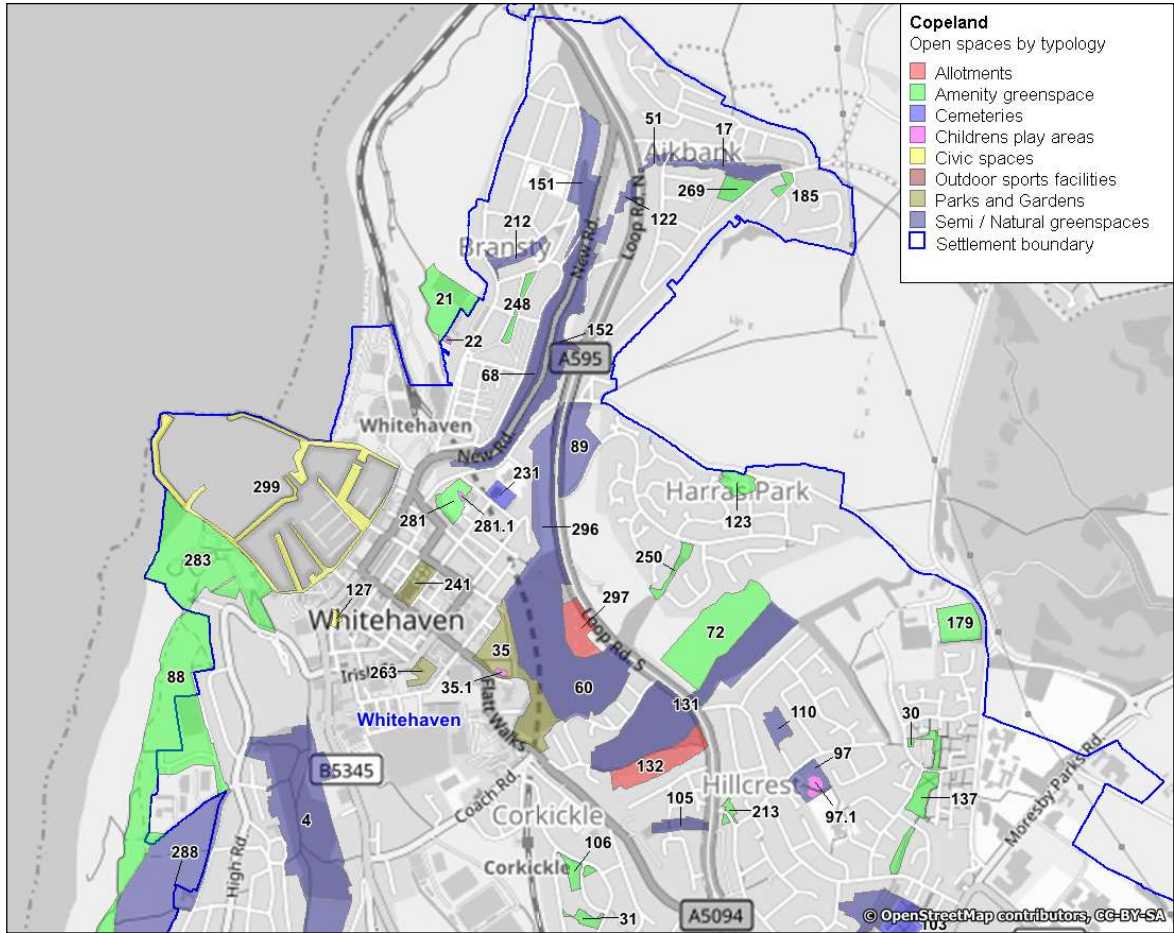 Copeland
Open spaces by typology
Allotments
Amenity greenspace
Cemeteries
Childrens play areas
Civic spaces
Outdoor sports facilities
Parks and Gardens
Semi / Natural greenspaces
Settlement boundary
51
17
Aikbank
151
269
185
122
Loop Rd. N
212
Bransty
New Rd.
21
248
22
152
A595
68
Whitehaven
New Rd.
89
231
Harras Park
299
281
281.1
123
296
283
250
241
127
297
Whitehaven
Loop Rd. S
72
179
35
263
Irish
35.1
60
88
Flatt Walks
131
Whitehaven
110
30
B5345
132
97
Hillcrest
Moresby Parks Rd.
Coach Rd.
97.1
137
4
Corkickle
105
213
288
High Rd.
106
Corkickle
31
A5094
103
© OpenStreetMap contributors, CC-BY-SA